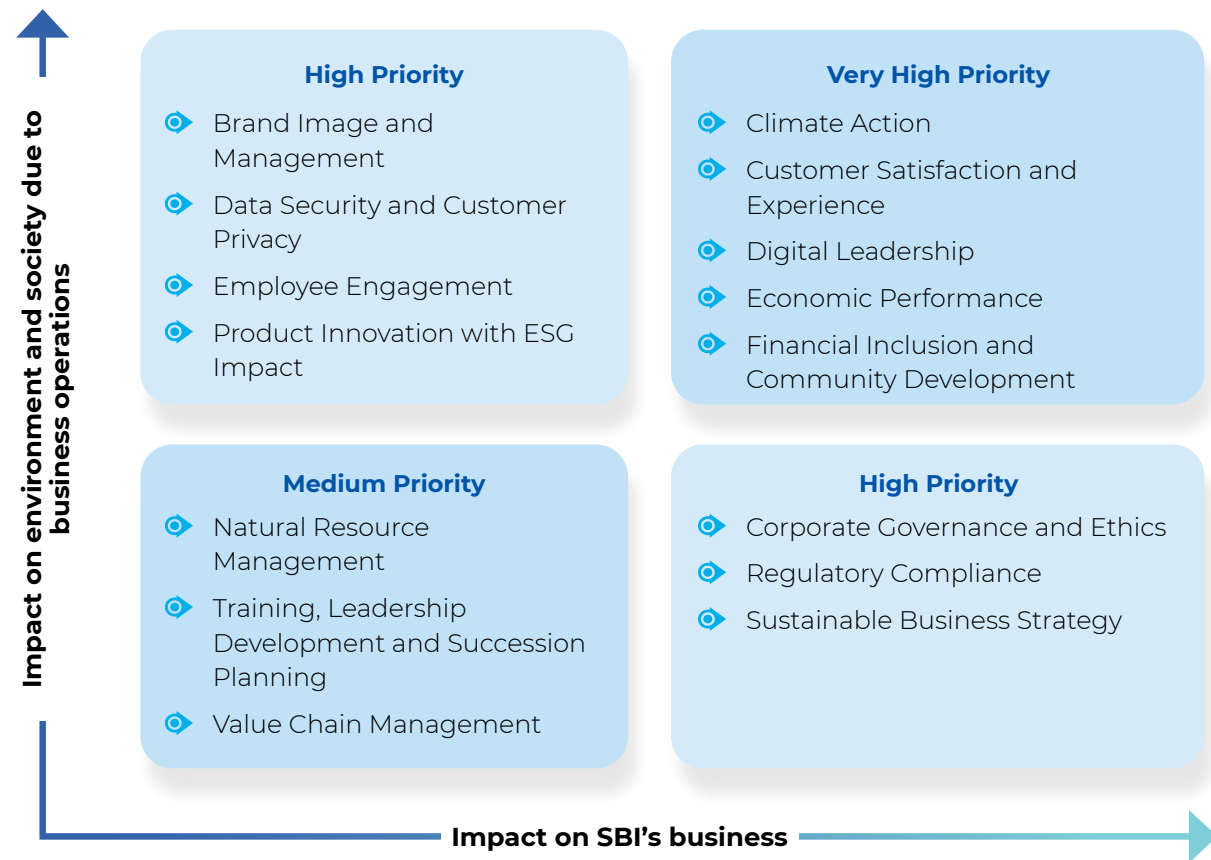 Impact on environment and society due to
business operations
High Priority
Brand Image and
Management
Data Security and Customer
Privacy
Employee Engagement
Product Innovation with ESG
Impact
Very High Priority
Climate Action
Customer Satisfaction and
Experience
Digital Leadership
Economic Performance
Financial Inclusion and
Community Development
Medium Priority
Natural Resource
Management
Training, Leadership
Development and Succession
Planning
Value Chain Management
High Priority
Corporate Governance and Ethics
Regulatory Compliance
Sustainable Business Strategy
Impact on SBI’s business